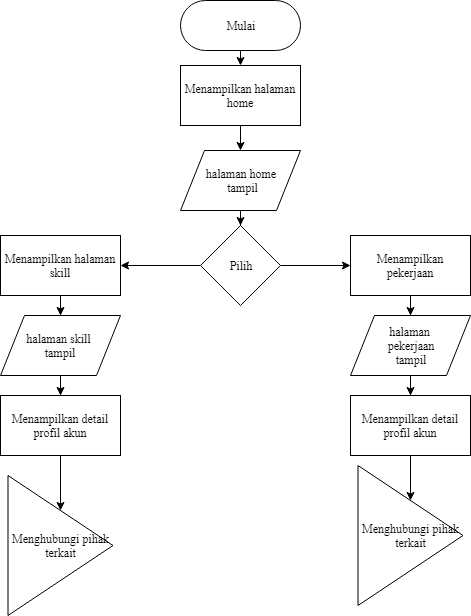 Mulai
Menampilkan halaman
home
halaman home
tampil
Pilih
Menampilkan halaman
skill
Menampilkan
pekerjaan
halaman skill
tampil
halaman
pekerjaan
tampil
Menampilkan detail
profil akun
Menampilkan detail
profil akun
Menghubungi pihak
terkait
Menghubungi pihak
terkait